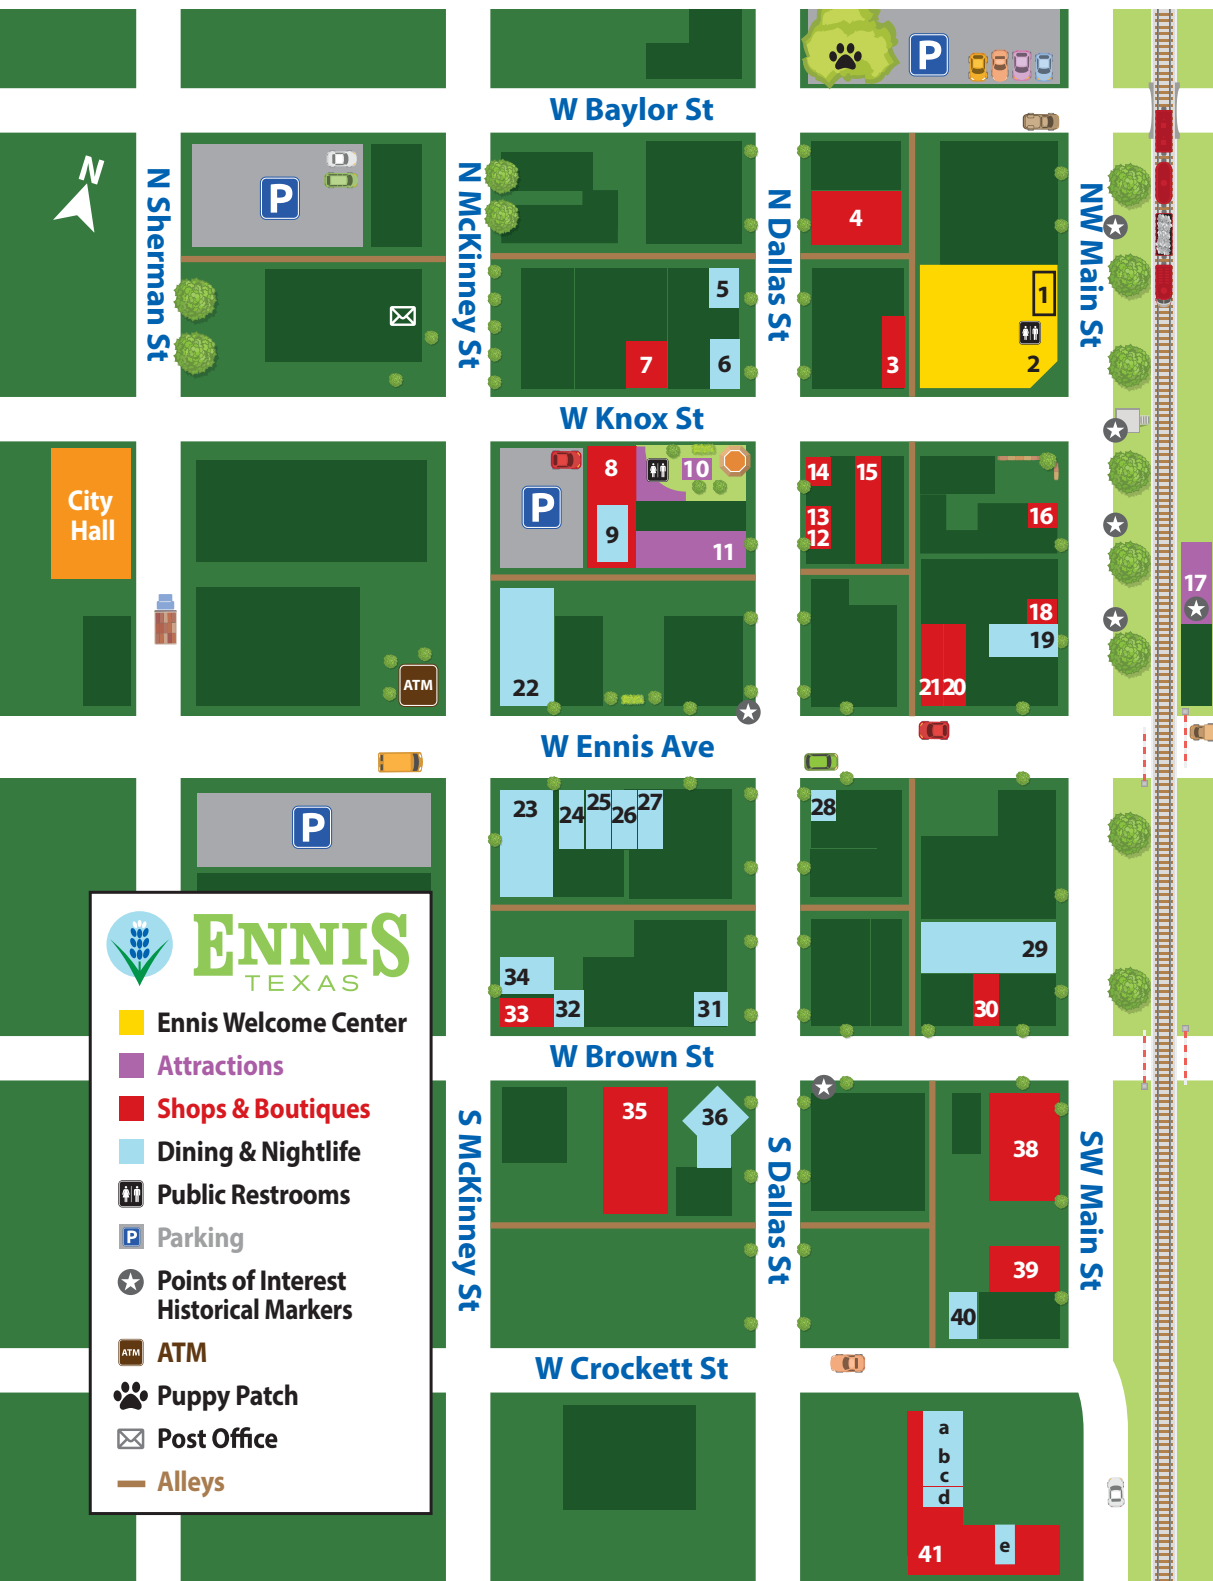 P
W Baylor St
N
N Sherman St
N McKinney St
N Dallas St
NW Main St
P
4
5
1
7
6
3
2
W Knox St
City
Hall
P
8
9
10
11
14
13
12
15
16
17
18
19
21
20
22
ATM
W Ennis Ave
P
23
24
25
26
27
28
29
34
33
32
31
30
W Brown St
S McKinney St
S Dallas St
SW Main St
35
36
38
39
40
W Crockett St
a
b
c
d
e
41
ENNIS
TEXAS
Ennis Welcome Center
Attractions
Shops & Boutiques
Dining & Nightlife
Public Restrooms
P Parking
Points of Interest
Historical Markers
ATM ATM
Puppy Patch
Post Office
Alleys